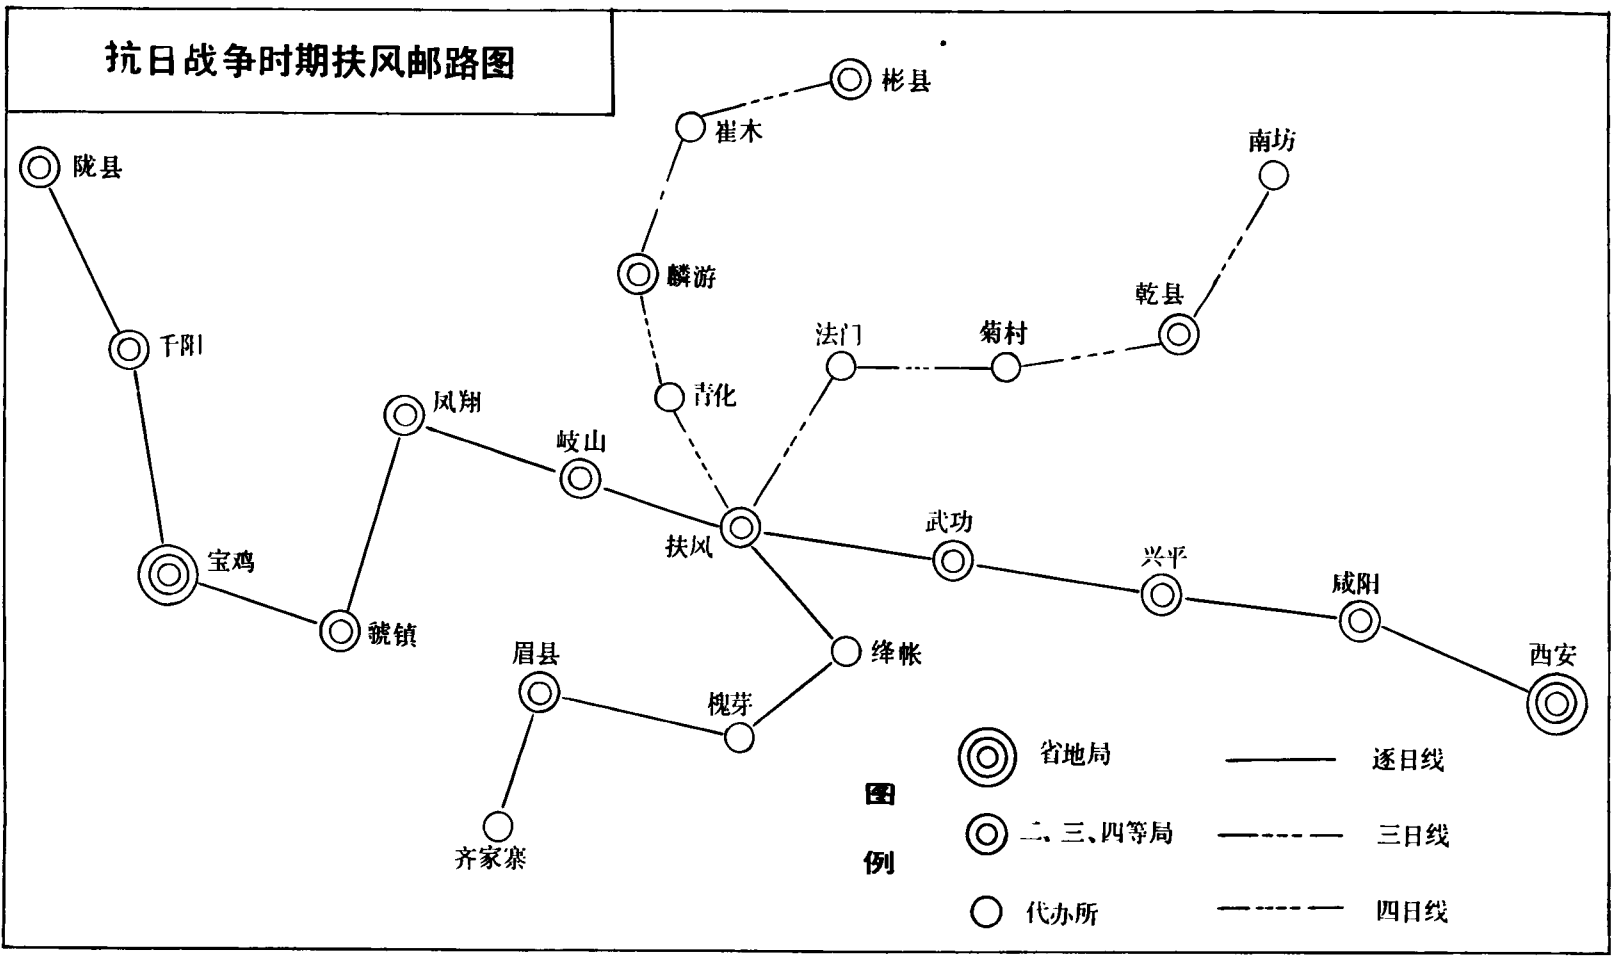 抗日战争时期扶风邮路图
彬县
崔木
南坊
陇县
麟游
乾县
千阳
法门
菊村
青化
凤翔
岐山
武功
扶风
兴平
宝鸡
咸阳
虢镇
绛帐
眉县
西安
槐芽
齐家寨
图例
省地局
逐日线
二、三、四等局
三日线
代办所
四日线